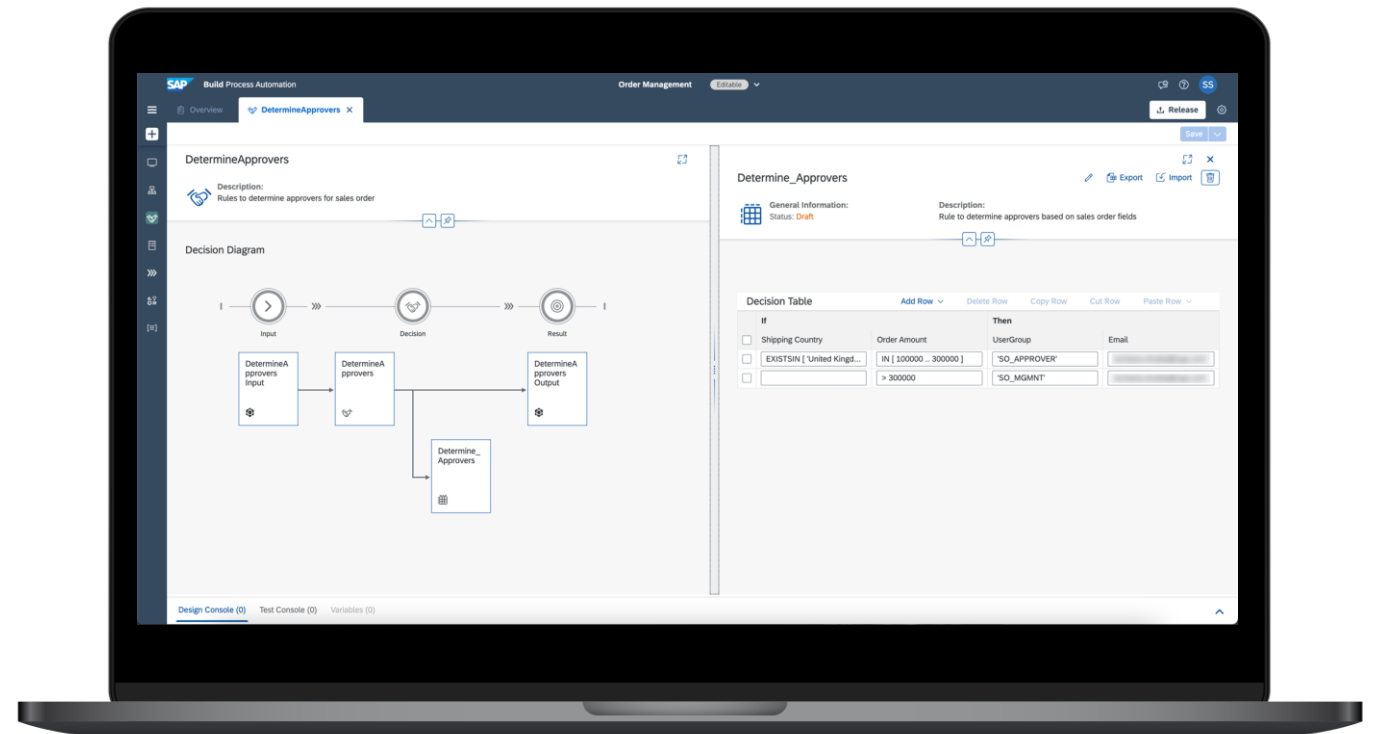 SAP Build Process Automation
Order Management Editable
SS
Overview
DetermineApprovers
Release
Save
DetermineApprovers
Description:
Rules to determine approvers for sales order
Decision Diagram
Input
Decision
Result
DetermineA
pprovers
Input
DetermineA
pprovers
DetermineA
pprovers
Output
Determine_
Approvers
Determine_Approvers
Export
Import
General Information:
Status: Draft
Description:
Rule to determine approvers based on sales order fields
Decision Table
Add Row
Delete Row
Copy Row
Cut Row
Paste Row
If
Then
Shipping Country
Order Amount
UserGroup
Email
EXISTSIN [ 'United Kingd...
IN [ 100000 .. 300000 ]
'SO_APPROVER'
> 300000
'SO_MGMNT'
Design Console (0)
Test Console (0)
Variables (0)